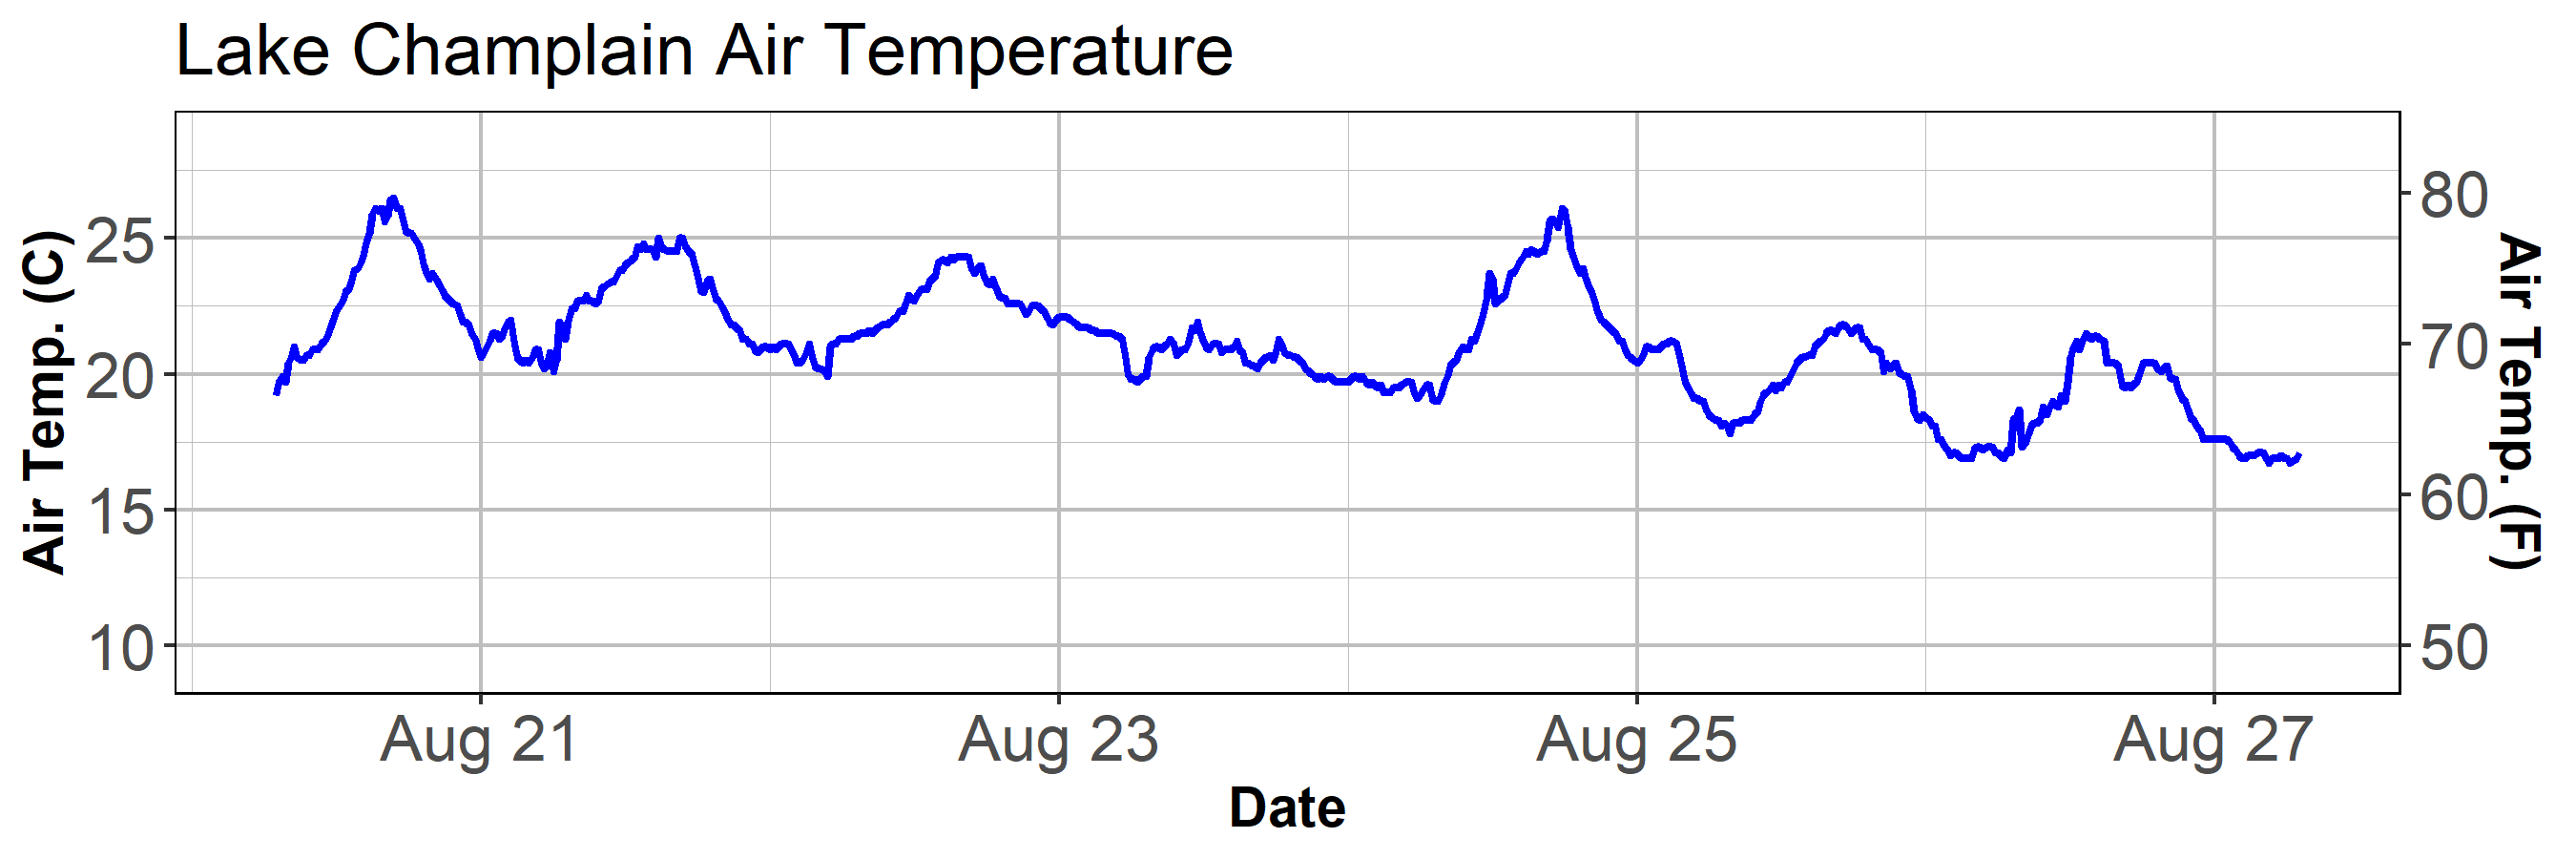 Lake Champlain Air Temperature
Air Temp. (C)
25
20
15
10
80
70
60
50
Air Temp. (F)
Aug 21 Aug 23 Aug 25 Aug 27
Date